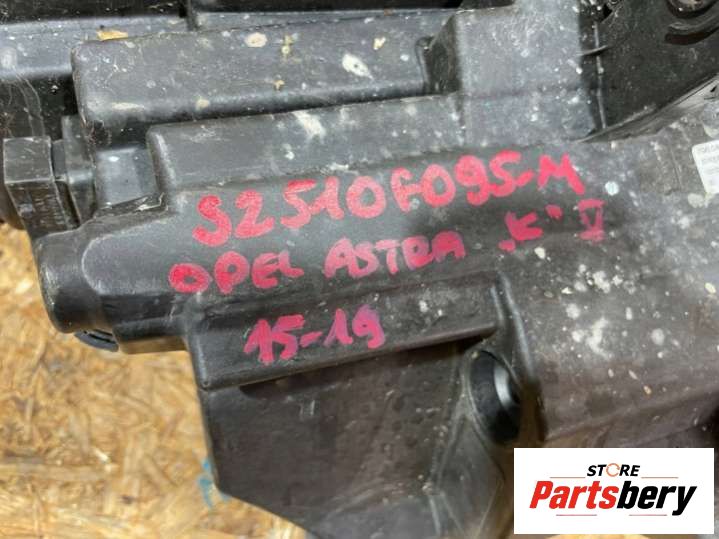 S2510F095-M
OPEL ASTRA „K" V
15-19
STORE
Partsbery